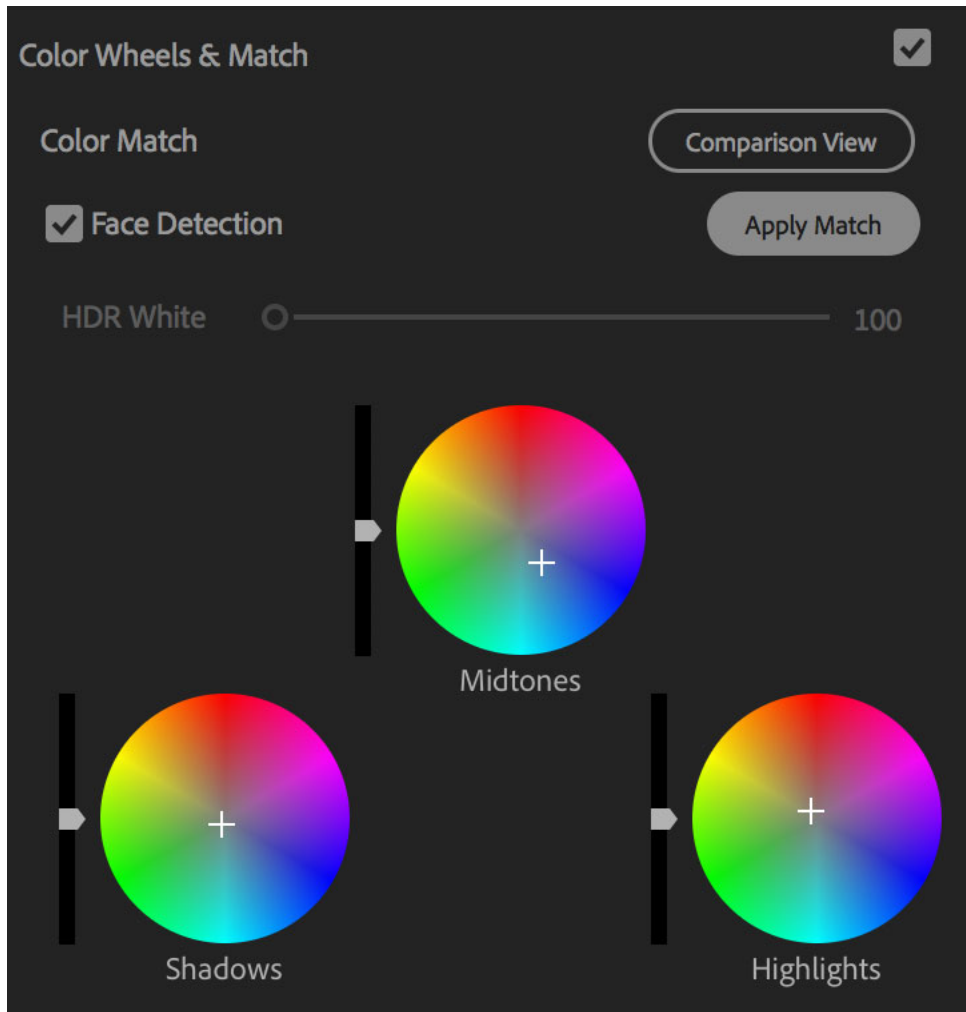 Color Wheels & Match
Color Match
Comparison View
Face Detection
Apply Match
HDR White
100
Midtones
Shadows
Highlights